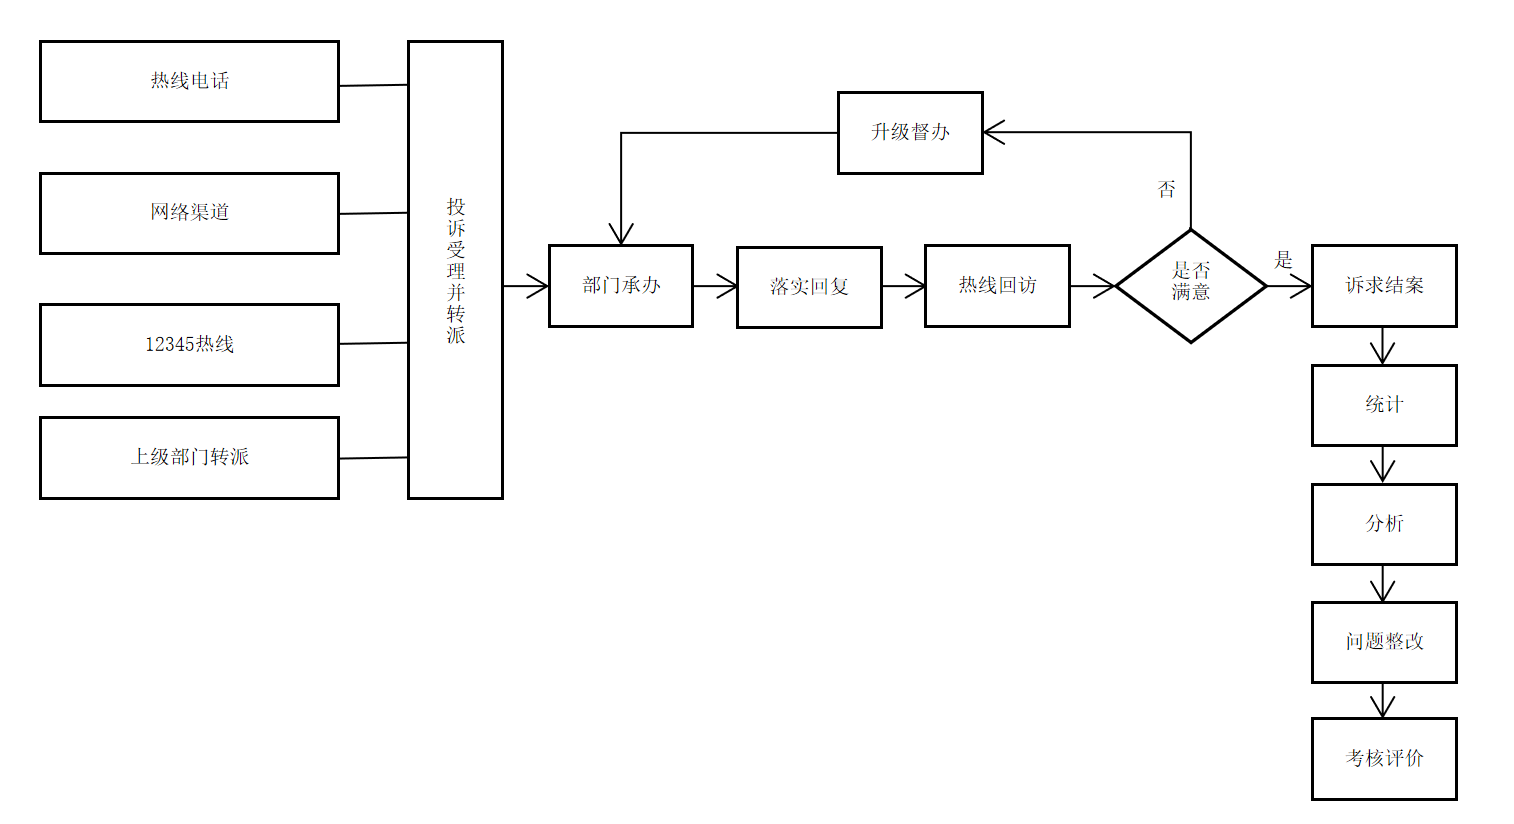 热线电话
网络渠道
12345热线
上级部门转派
投诉受理并转派
升级督办
部门承办
落实回复
热线回访
是否
满意
否
是
诉求结案
统计
分析
问题整改
考核评价